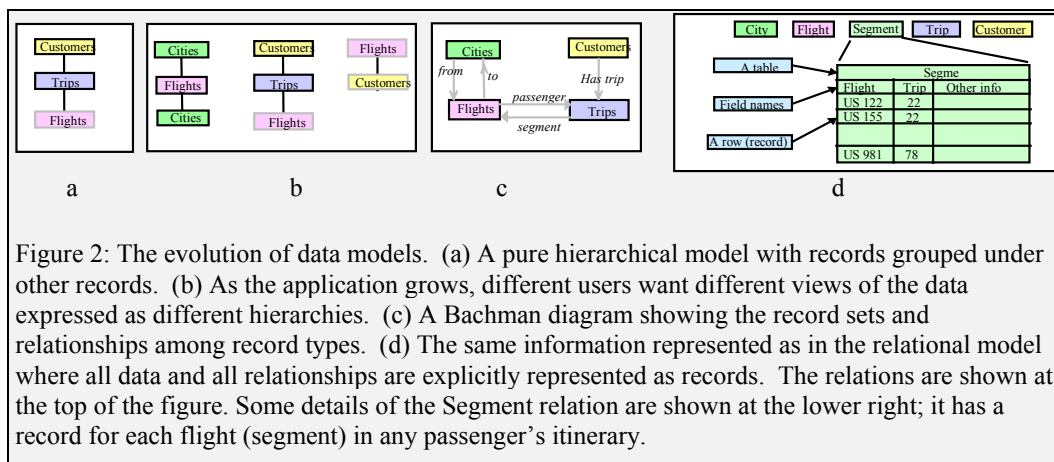 Customers
Trips
Flights
Cities
Flights
Cities
Customers
Trips
Flights
Flights
Customers
Cities
Customers
from
to
Has trip
passenger
Flights
Trips
segment
City
Flight
Segment
Trip
Customer
A table
Field names
A row (record)
Segme
Flight Trip Other info
US 122 22
US 155 22
US 981 78
a
b
c
d
Figure 2: The evolution of data models. (a) A pure hierarchical model with records grouped under
other records. (b) As the application grows, different users want different views of the data
expressed as different hierarchies. (c) A Bachman diagram showing the record sets and
relationships among record types. (d) The same information represented as in the relational model
where all data and all relationships are explicitly represented as records. The relations are shown at
the top of the figure. Some details of the Segment relation are shown at the lower right; it has a
record for each flight (segment) in any passenger’s itinerary.